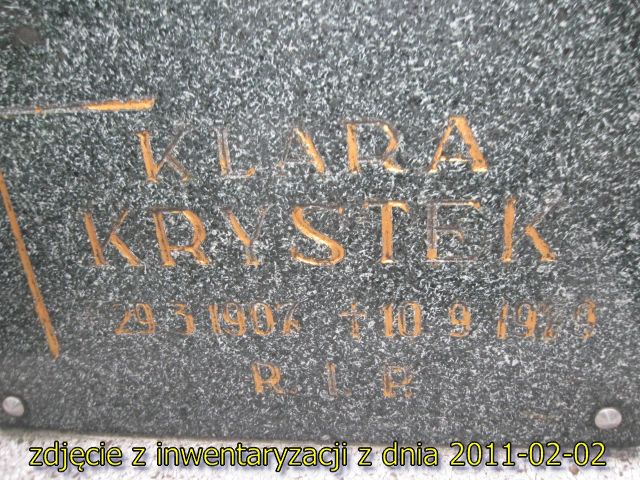 KLARA
KRYSTEK
29 3 1907 † 10 9
R. I. P.
zdjęcie z inwentaryzacji z dnia 2011-02-02